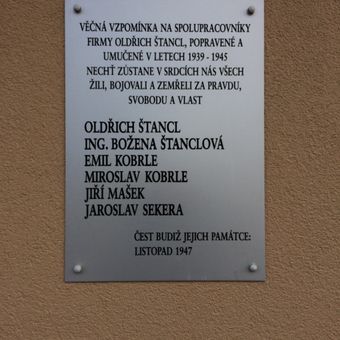 VĚČNÁ VZPOMÍNKA NA SPOLUPRACOVNÍKY
FIRMY OLDŘICH ŠTANCL, POPRAVENÉ A
UMUČENÉ V LETECH 1939 - 1945
NECHŤ ZŮSTANE V SRDCÍCH NÁS VŠECH
ŽILI, BOJOVALI A ZEMŘELI ZA PRAVDU,
SVOBODU A VLAST
OLDŘICH ŠTANCL
ING. BOŽENA ŠTANCLOVÁ
EMIL KOBRLE
MIROSLAV KOBRLE
JIŘÍ MAŠEK
JAROSLAV SEKERA
ČEST BUDIŽ JEJICH PAMÁTCE:
LISTOPAD 1947